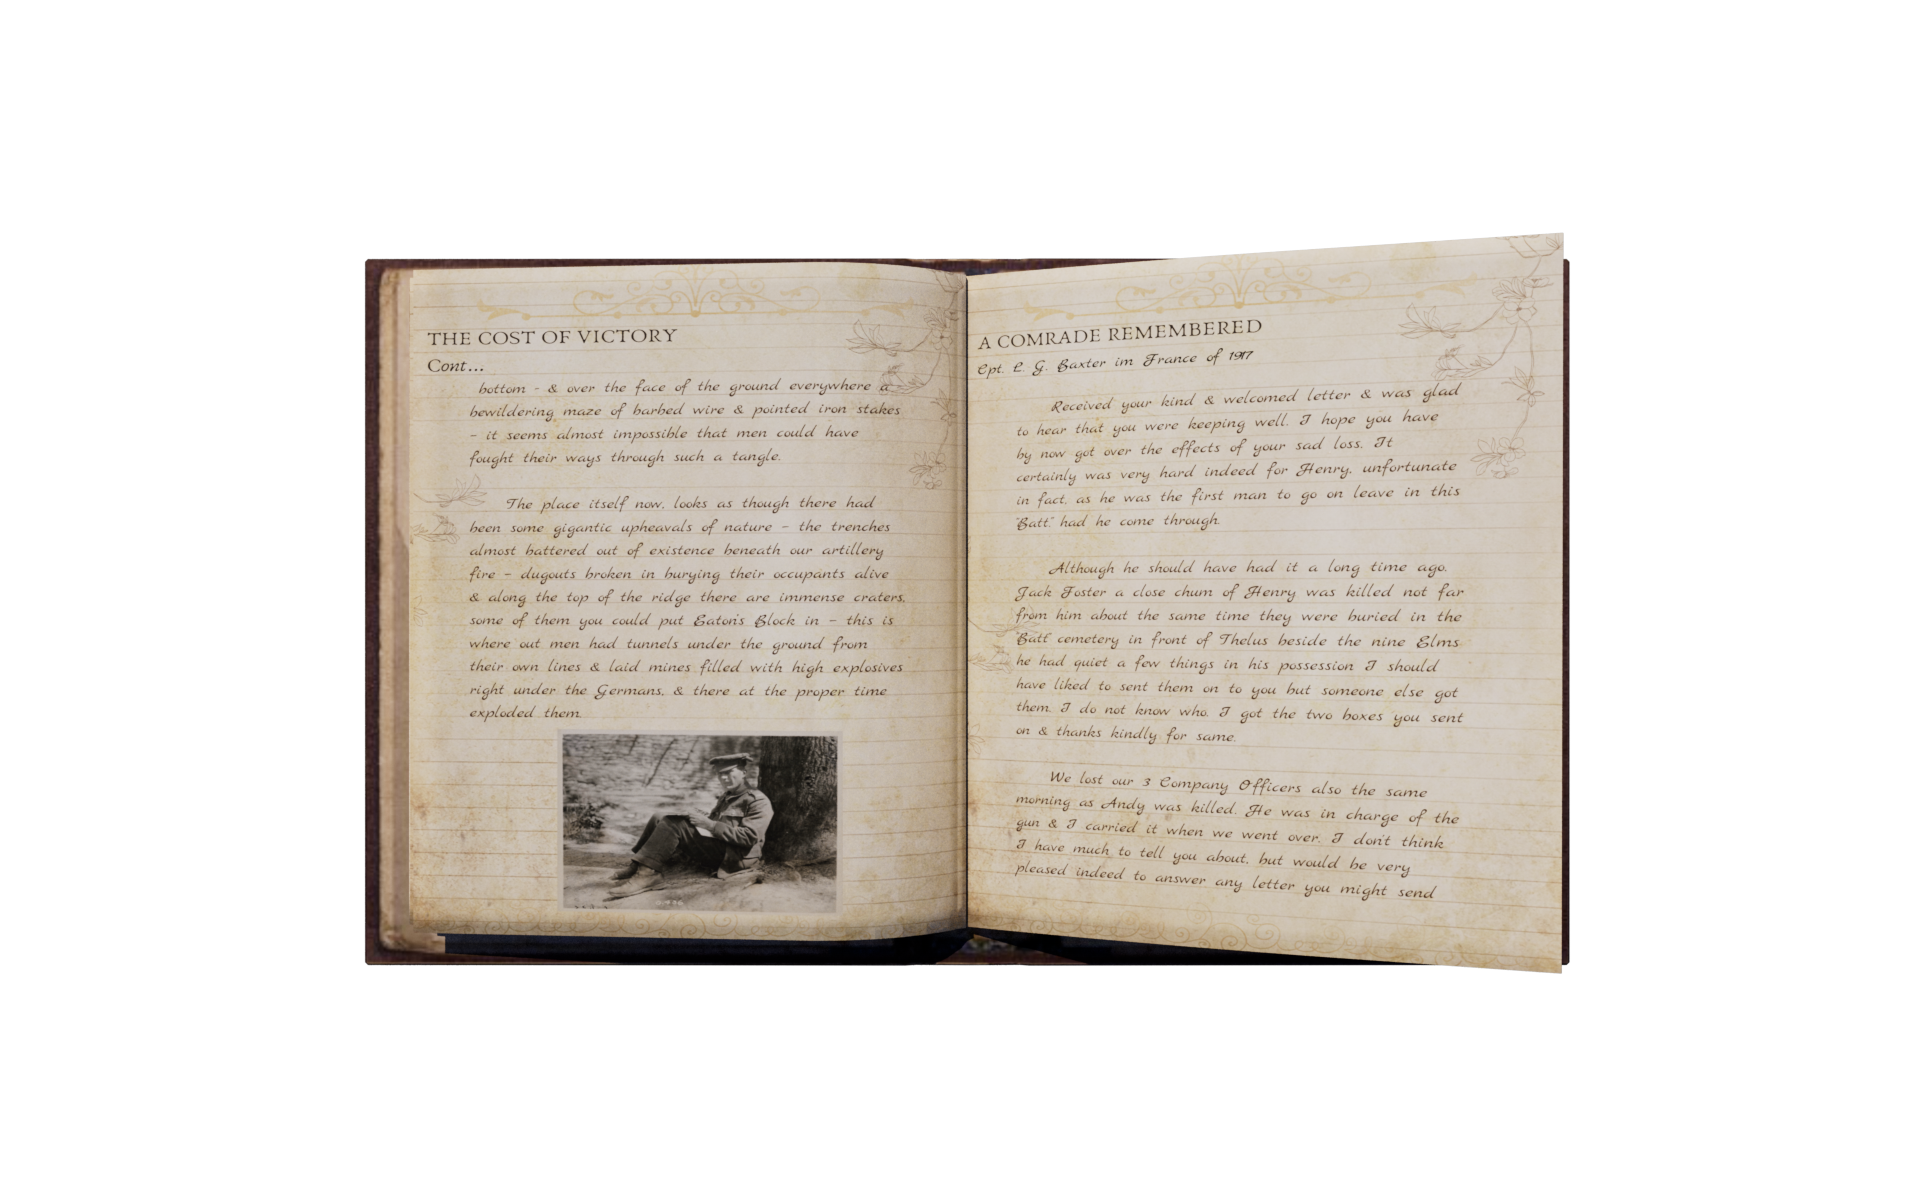 THE COST OF VICTORY
Cont...
bottom - & over the face of the ground everywhere a
bewildering maze of barbed wire & pointed iron stakes
- it seems almost impossible that men could have
fought their ways through such a tangle.
The place itself now, looks as though there had
been some gigantic upheavals of nature - the trenches
almost battered out of existence beneath our artillery
fire - dugouts broken in burying their occupants alive
& along the top of the ridge there are immense craters,
some of them you could put Eaton's Block in - this is
where out men had tunnels under the ground from
their own lines & laid mines filled with high explosives
right under the Germans, & there at the proper time
exploded them.
A COMRADE REMEMBERED
Cpt. E. G. Baxter im France of 1917
Received your kind & welcomed letter & was glad
to hear that you were keeping well. I hope you have
by now got over the effects of your sad loss. It
certainly was very hard indeed for Henry, unfortunate
in fact, as he was the first man to go on leave in this
"Batt." had he come through.
Although he should have had it a long time ago.
Jack Foster a close chum of Henry was killed not far
from him about the same time they were buried in the
"Batt" cemetery in front of Thelus beside the nine Elms
he had quiet a few things in his possession I should
have liked to sent them on to you but someone else got
them. I do not know who. I got the two boxes you sent
on & thanks kindly for same.
We lost our 3 Company Officers also the same
morning as Andy was killed. He was in charge of the
gun & I carried it when we went over. I don't think
I have much to tell you about, but would be very
pleased indeed to answer any letter you might send